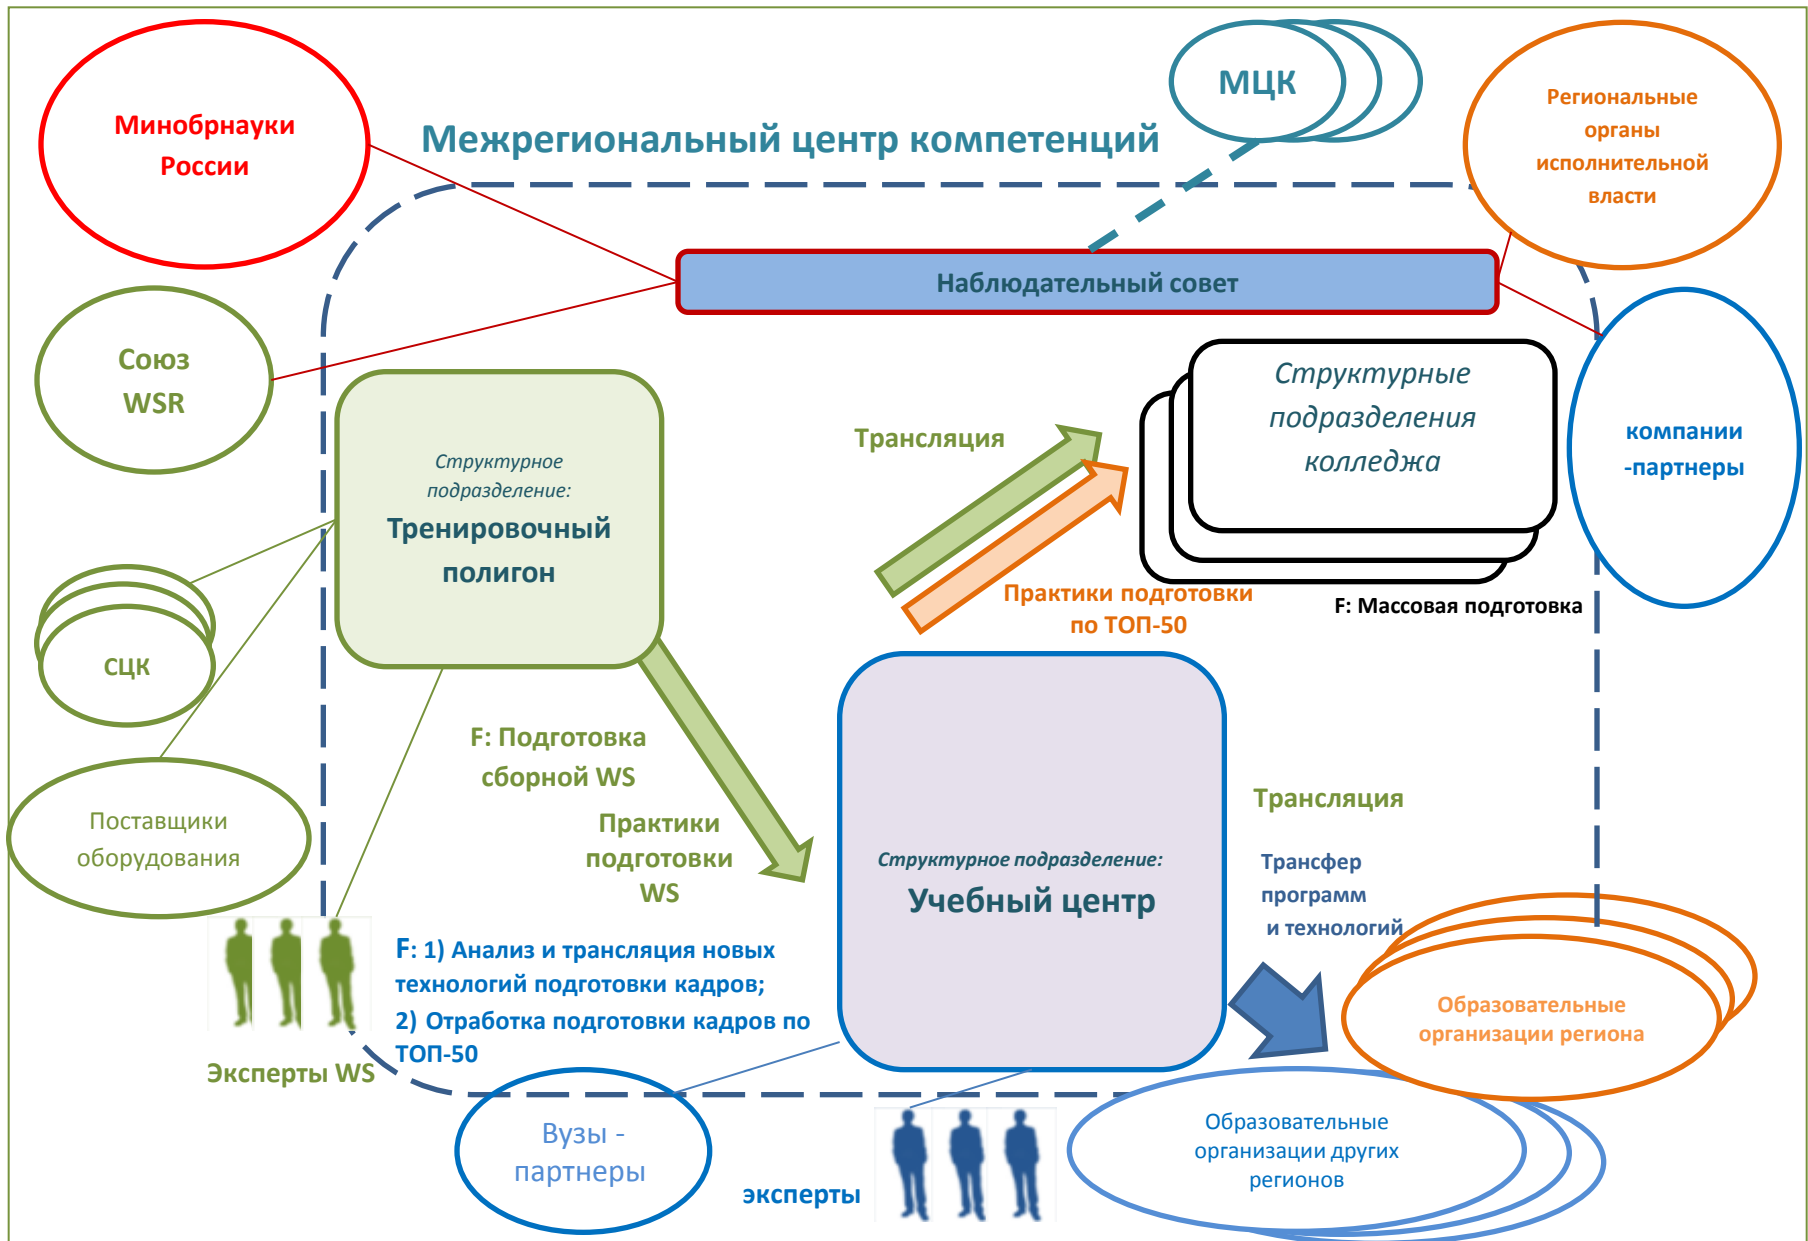 Минобрнауки
России
Межрегиональный центр компетенций
МЦК
Региональные
органы
исполнительной
власти
Наблюдательный совет
Союз
WSR
Структурное
подразделение:
Тренировочный
полигон
Трансляция
Структурные
подразделения
колледжа
компании
-партнеры
Практики подготовки
по ТОП-50
F: Массовая подготовка
СЦК
F: Подготовка
сборной WS
Поставщики
оборудования
Практики
подготовки
WS
Структурное подразделение:
Учебный центр
Трансляция
Трансфер
программ
и технологий
F: 1) Анализ и трансляция новых
технологий подготовки кадров;
2) Отработка подготовки кадров по
ТОП-50
Эксперты WS
Образовательные
организации региона
Вузы -
партнеры
эксперты
Образовательные
организации других
регионов